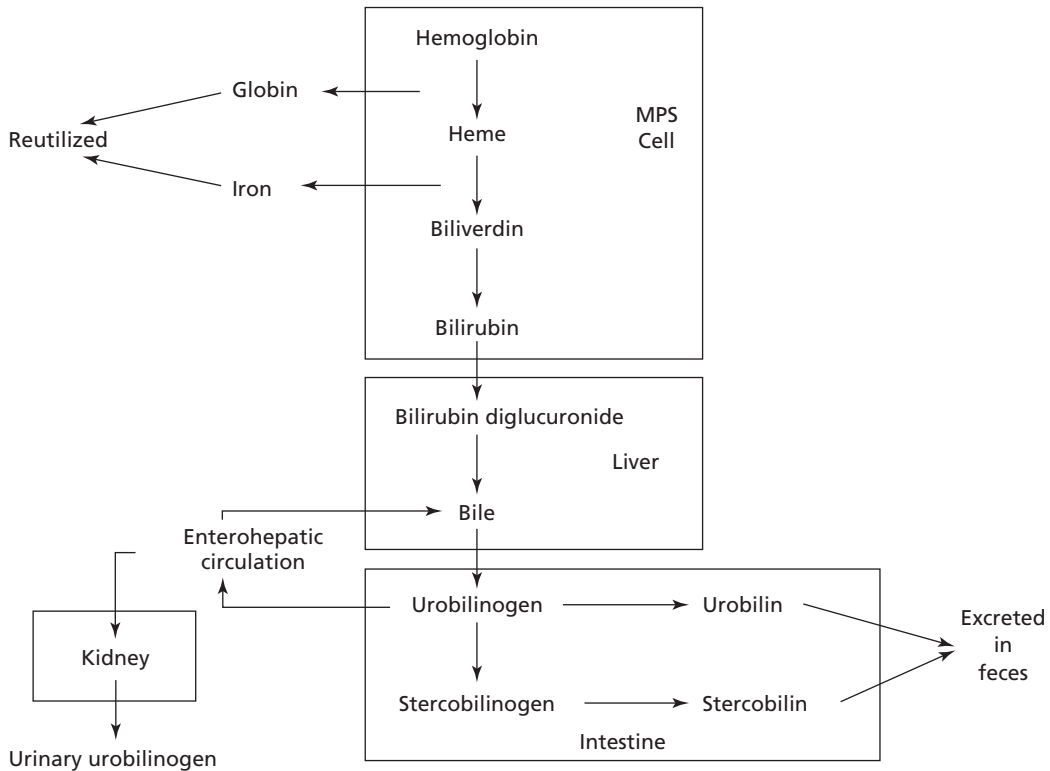 Hemoglobin
Globin
MPS
Cell
Reutilized
Heme
Iron
Biliverdin
Bilirubin
Bilirubin diglucuronide
Liver
Bile
Enterohepatic
circulation
Urobilinogen
Urobilin
Excreted
in
feces
Kidney
Stercobilinogen
Stercobilin
Intestine
Urinary urobilinogen